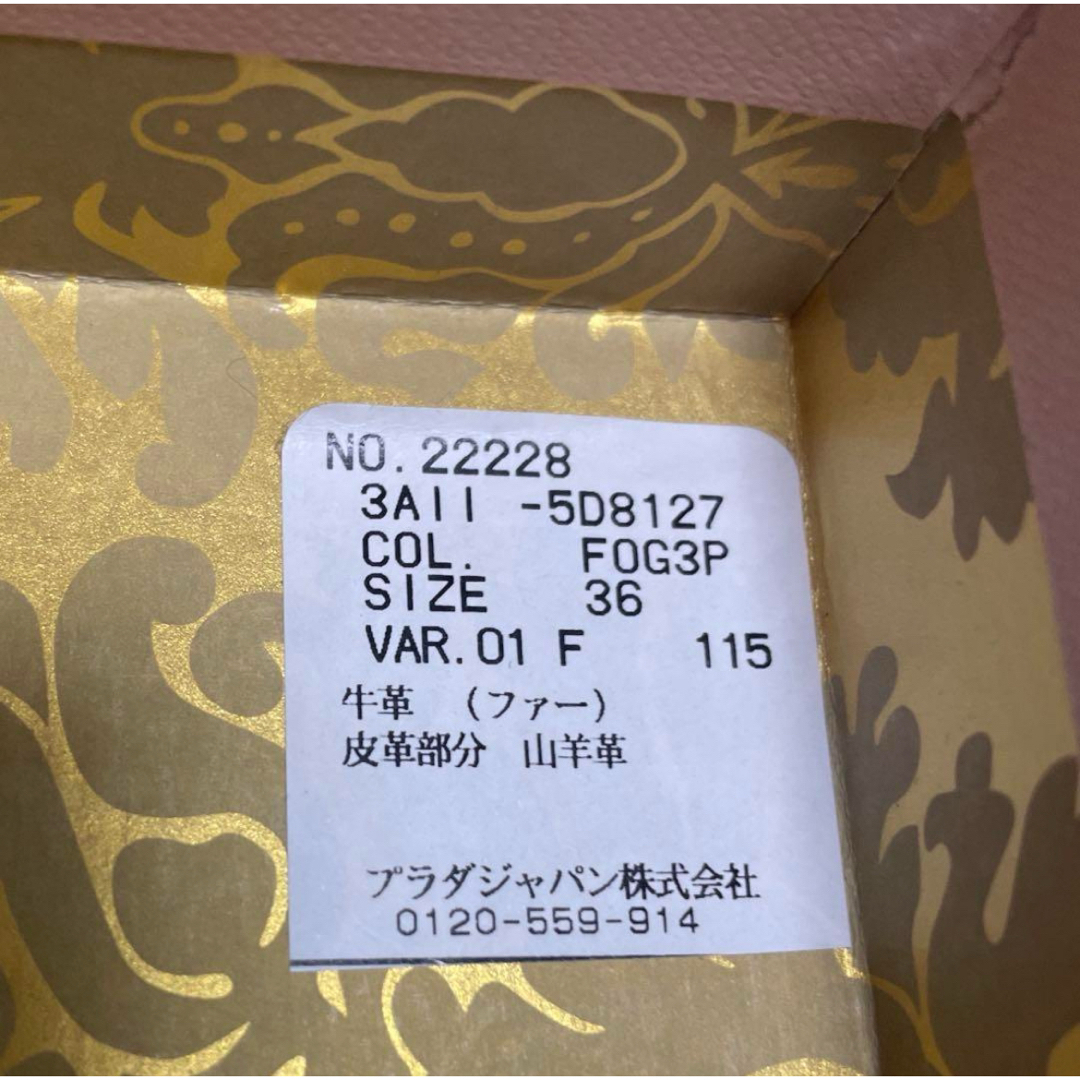 NO.22228
3AII -5D8127
COL. F0G3P
SIZE 36
VAR.01 F 115
牛革 (ファー)
皮革部分 山羊革
プラダジャパン株式会社
0120-559-914